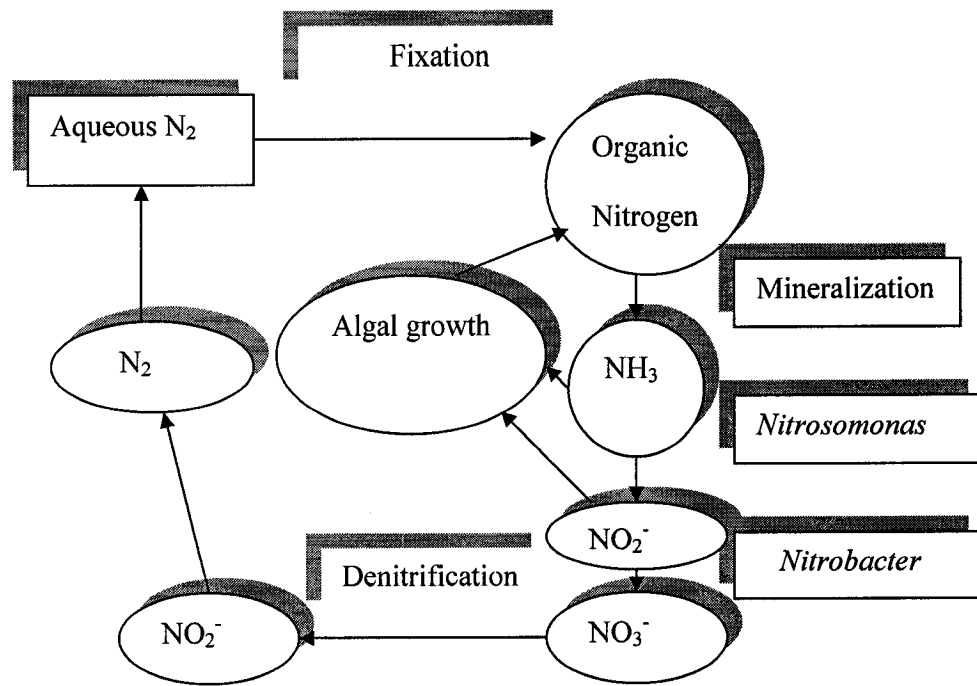 Fixation
Aqueous N₂
Organic
Nitrogen
Mineralization
Algal growth
N₂
NH₃
Nitrosomonas
NO₂⁻
Nitrobacter
Denitrification
NO₂⁻
NO₃⁻